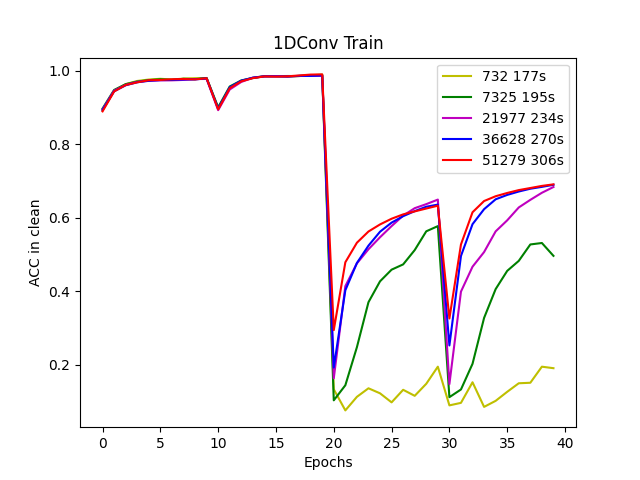 1DConv Train
732 177s
7325 195s
21977 234s
36628 270s
51279 306s
ACC in clean
1.0
0.8
0.6
0.4
0.2
0 5 10 15 20 25 30 35 40
Epochs